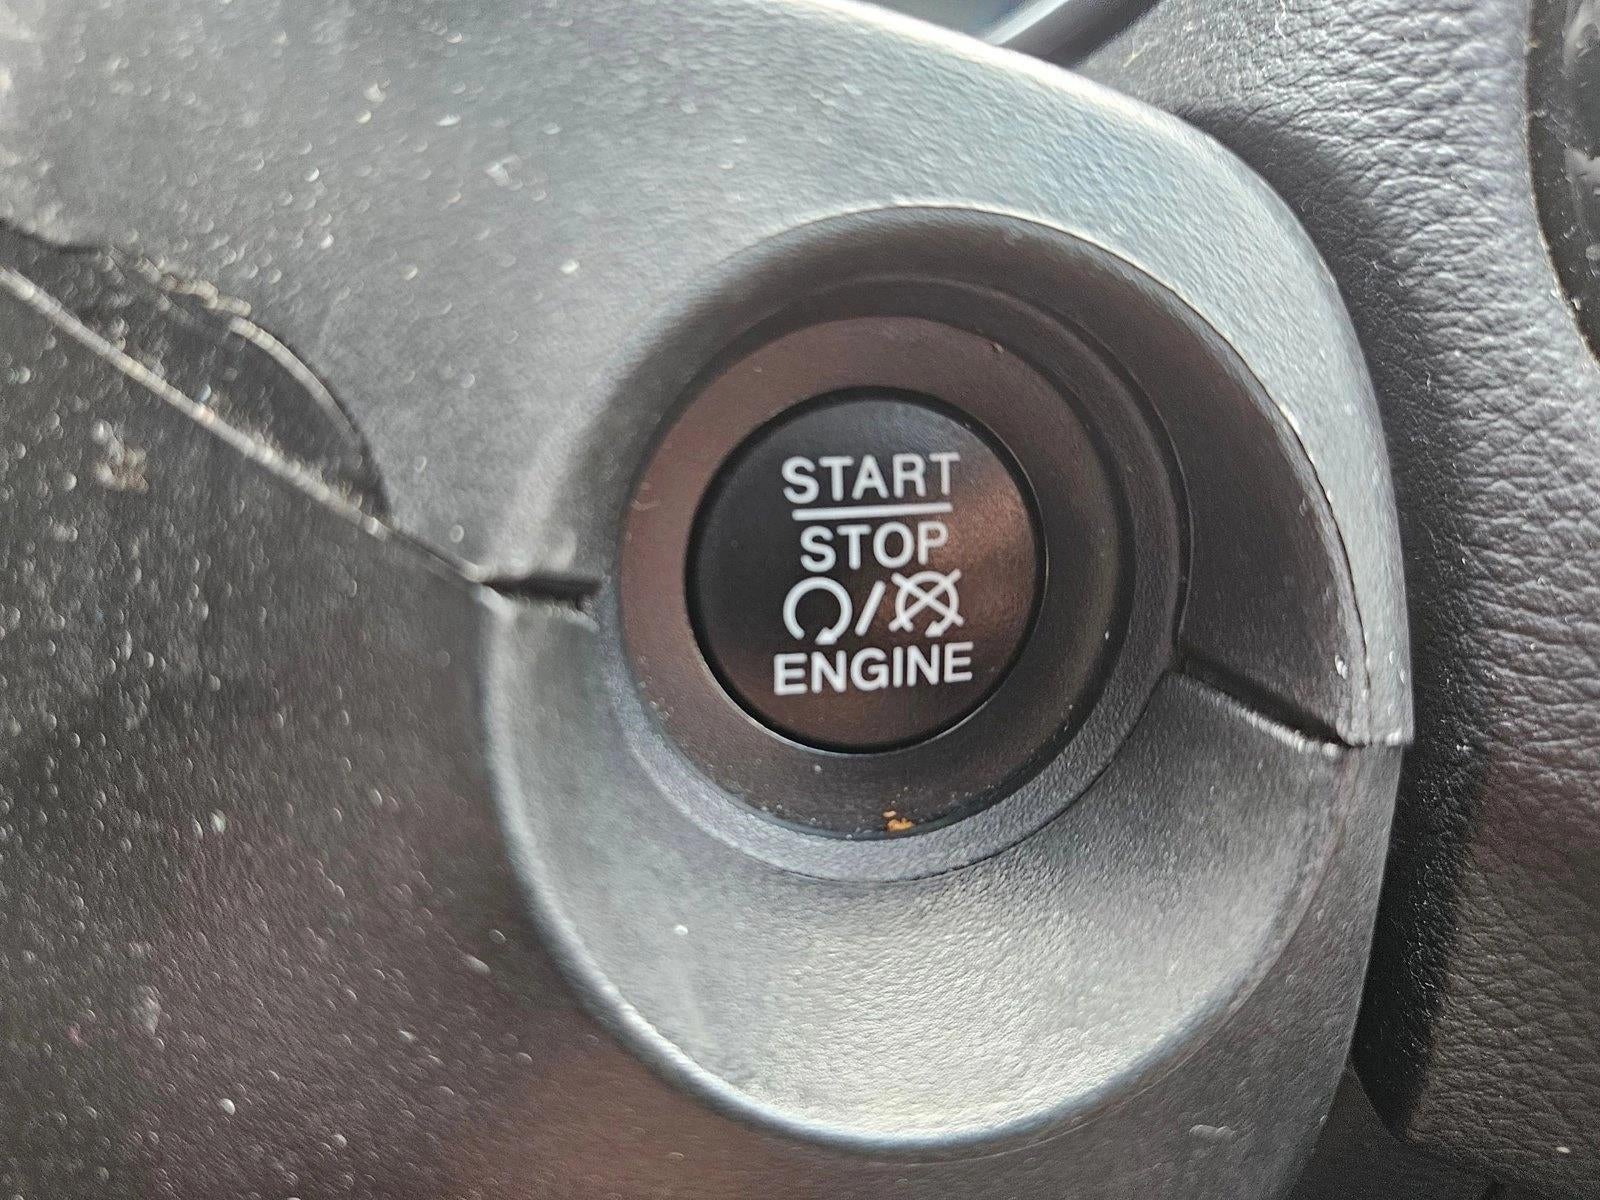 START
STOP
/
ENGINE